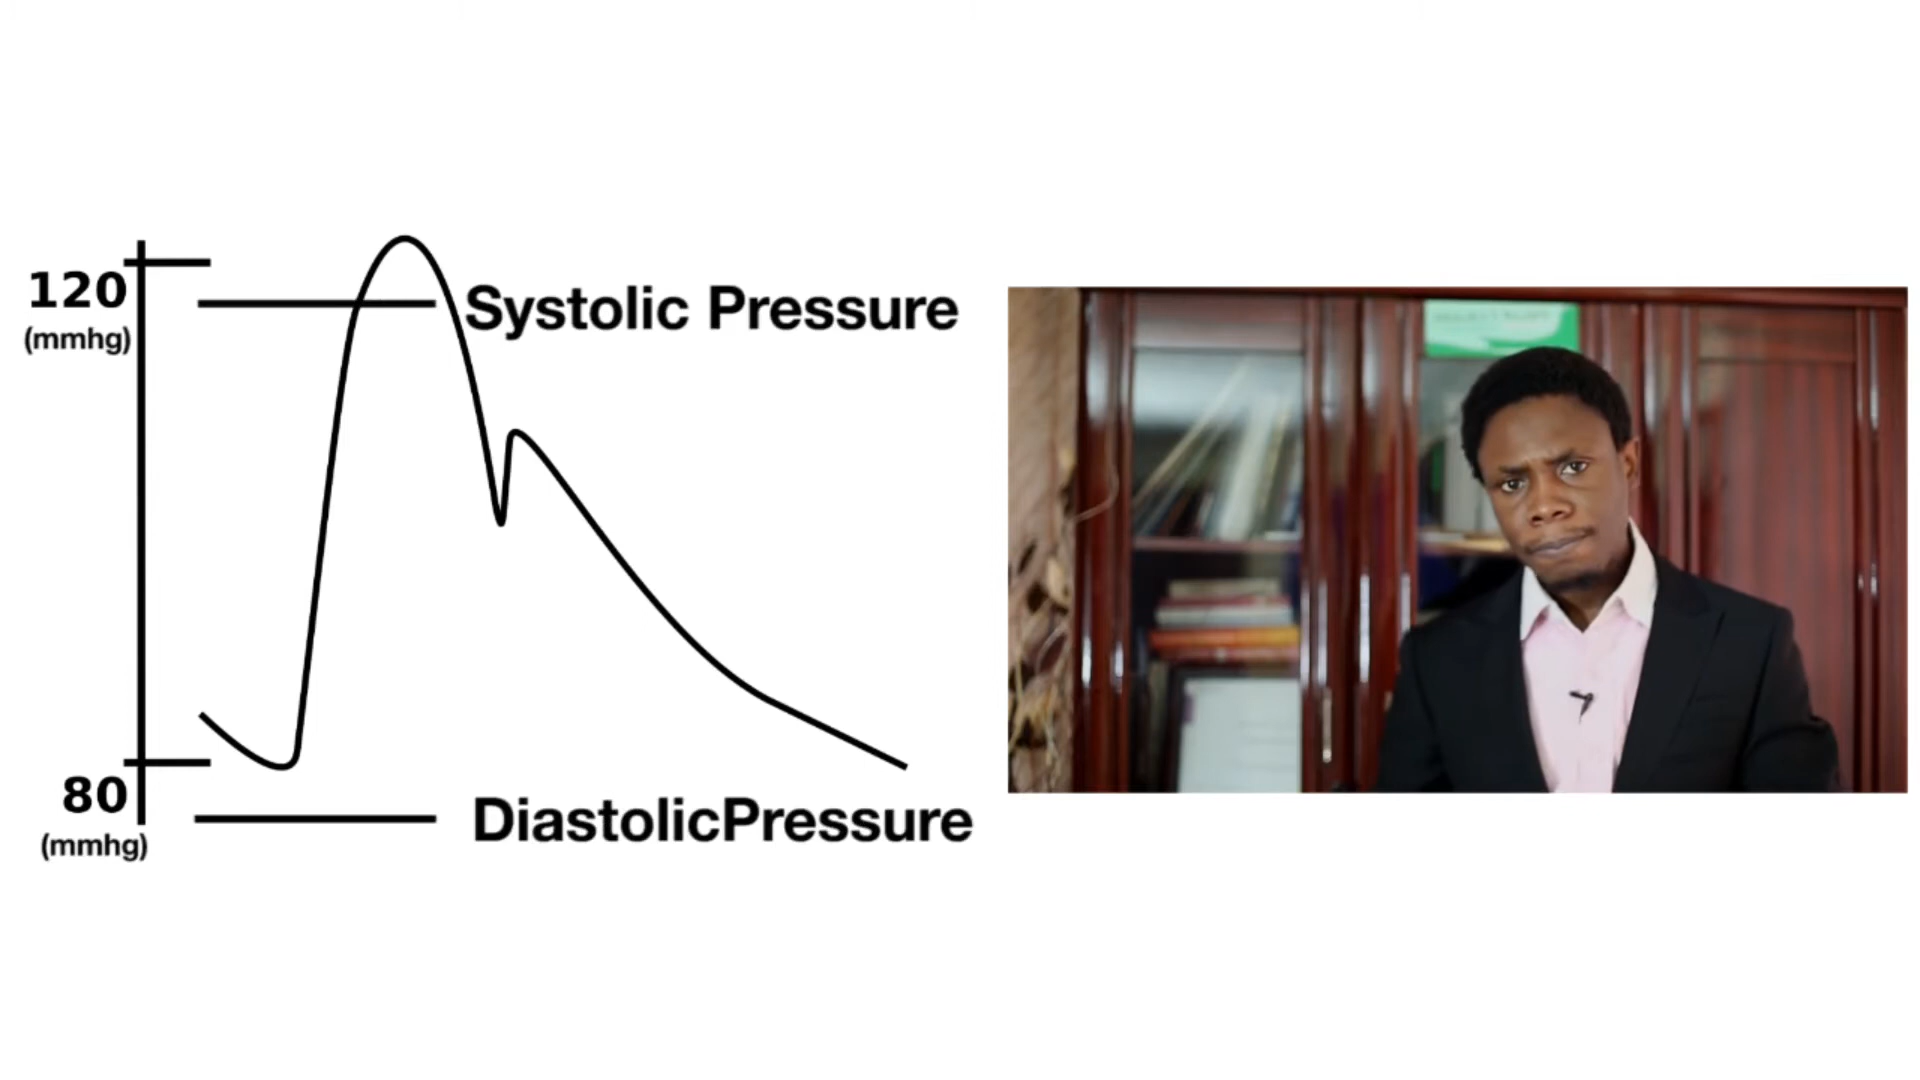 120
(mmhg)
Systolic Pressure
80
(mmhg)
DiastolicPressure